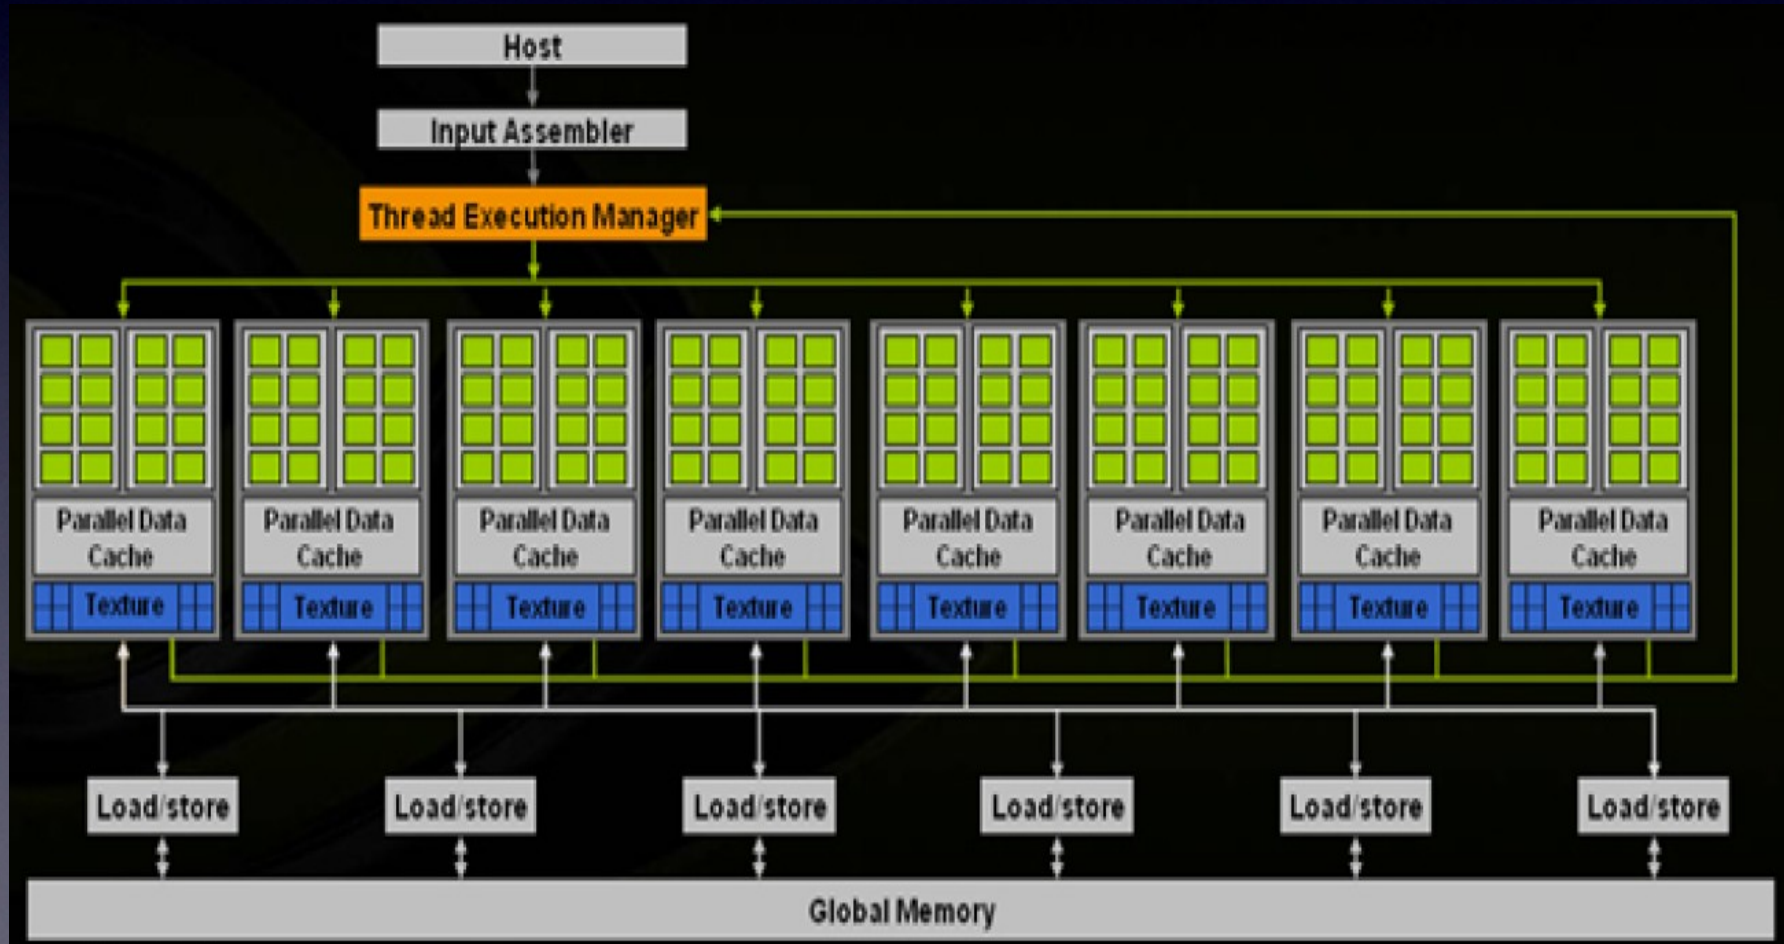 Host
Input Assembler
Thread Execution Manager
Parallel Data
Cache
Texture
Parallel Data
Cache
Texture
Parallel Data
Cache
Texture
Parallel Data
Cache
Texture
Parallel Data
Cache
Texture
Parallel Data
Cache
Texture
Parallel Data
Cache
Texture
Parallel Data
Cache
Texture
Load/store
Load/store
Load/store
Load/store
Load/store
Load/store
Global Memory